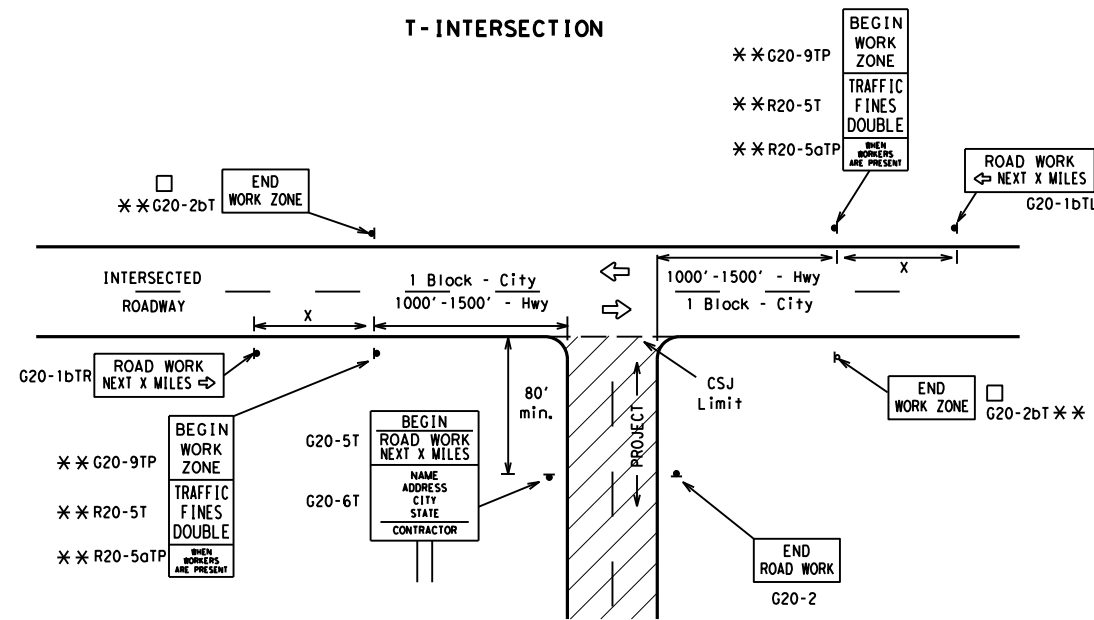 T-INTERSECTION
BEGIN
WORK
ZONE
**G20-9TP
TRAFFIC
FINES
DOUBLE
**R20-5T
WHEN
WORKERS
ARE PRESENT
**R20-5aTP
ROAD WORK
⇦ NEXT X MILES
G20-1bTL
END
WORK ZONE
□
**G20-2bT
INTERSECTED
ROADWAY
1 Block - City
1000'-1500' - Hwy
X
1000'-1500' - Hwy
1 Block - City
X
G20-1bTR
ROAD WORK
NEXT X MILES ⇨
BEGIN
WORK
ZONE
**G20-9TP
TRAFFIC
FINES
DOUBLE
**R20-5T
WHEN
WORKERS
ARE PRESENT
**R20-5aTP
G20-5T
BEGIN
ROAD WORK
NEXT X MILES
G20-6T
NAME
ADDRESS
CITY
STATE
CONTRACTOR
80'
min.
PROJECT
CSJ
Limit
END
WORK ZONE
□
G20-2bT **
END
ROAD WORK
G20-2